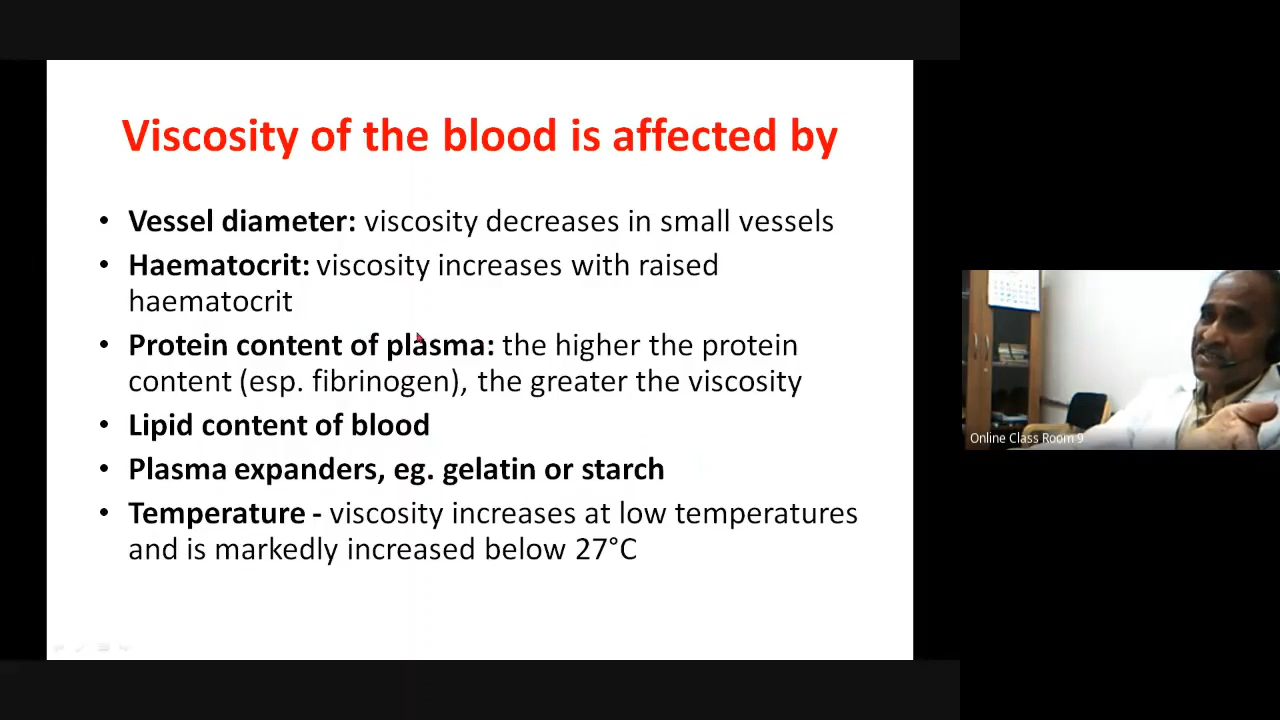 Viscosity of the blood is affected by
• Vessel diameter: viscosity decreases in small vessels
• Haematocrit: viscosity increases with raised
haematocrit
• Protein content of plasma: the higher the protein
content (esp. fibrinogen), the greater the viscosity
• Lipid content of blood
• Plasma expanders, eg. gelatin or starch
• Temperature - viscosity increases at low temperatures
and is markedly increased below 27°C
Online Class Room 9